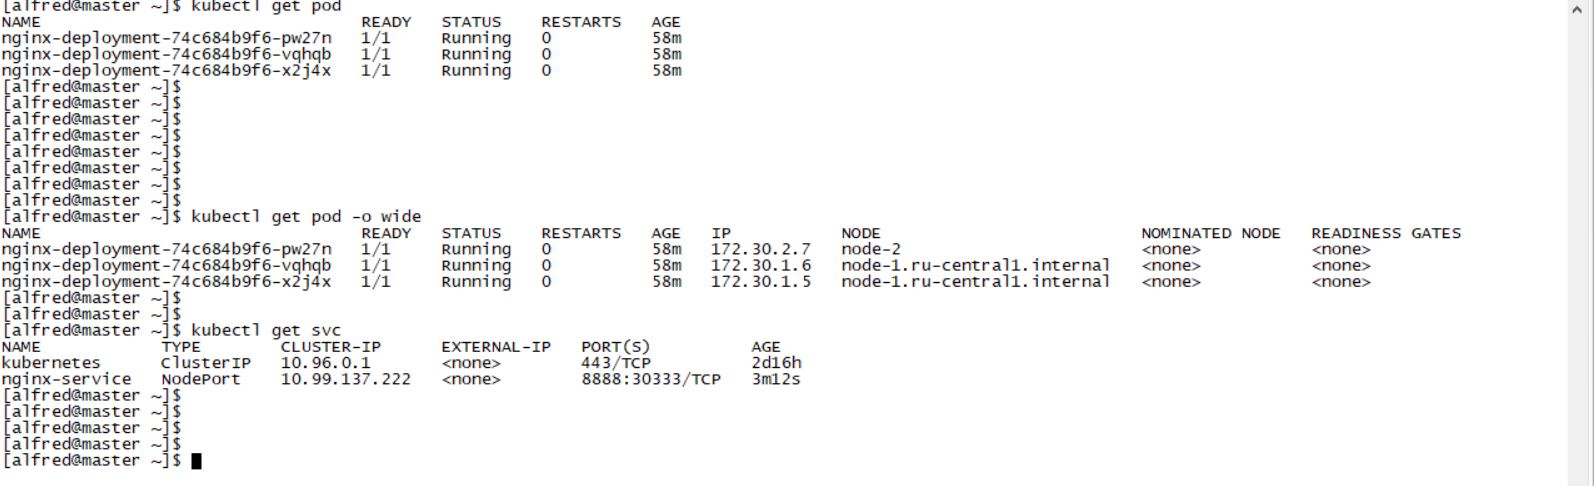 [alfred@master ~]$ kubectl get pod
NAME                                READY   STATUS    RESTARTS   AGE
nginx-deployment-74c684b9f6-pw27n   1/1     Running   0          58m
nginx-deployment-74c684b9f6-vqhqb   1/1     Running   0          58m
nginx-deployment-74c684b9f6-x2j4x   1/1     Running   0          58m
[alfred@master ~]$
[alfred@master ~]$
[alfred@master ~]$
[alfred@master ~]$
[alfred@master ~]$
[alfred@master ~]$
[alfred@master ~]$
[alfred@master ~]$
[alfred@master ~]$ kubectl get pod -o wide
NAME                                READY   STATUS    RESTARTS   AGE   IP           NODE                          NOMINATED NODE   READINESS GATES
nginx-deployment-74c684b9f6-pw27n   1/1     Running   0          58m   172.30.2.7   node-2                        <none>           <none>
nginx-deployment-74c684b9f6-vqhqb   1/1     Running   0          58m   172.30.1.6   node-1.ru-central1.internal   <none>           <none>
nginx-deployment-74c684b9f6-x2j4x   1/1     Running   0          58m   172.30.1.5   node-1.ru-central1.internal   <none>           <none>
[alfred@master ~]$
[alfred@master ~]$
[alfred@master ~]$ kubectl get svc
NAME            TYPE        CLUSTER-IP      EXTERNAL-IP   PORT(S)          AGE
kubernetes      ClusterIP   10.96.0.1       <none>        443/TCP          2d16h
nginx-service   NodePort    10.99.137.222   <none>        8888:30333/TCP   3m12s
[alfred@master ~]$
[alfred@master ~]$
[alfred@master ~]$
[alfred@master ~]$
[alfred@master ~]$